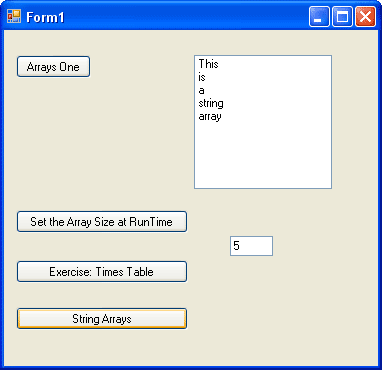 Form1
Arrays One
This
is
a
string
array
Set the Array Size at RunTime
5
Exercise: Times Table
String Arrays